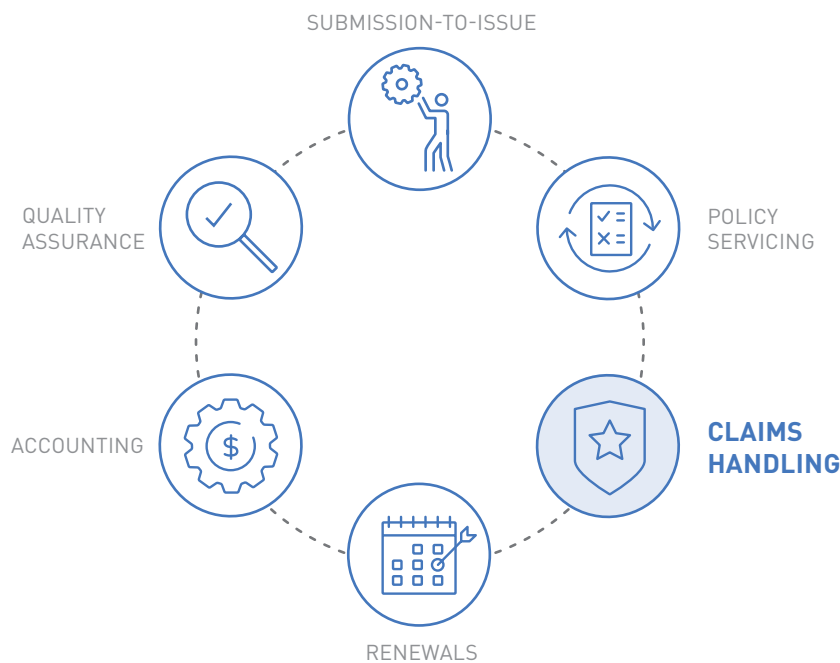 SUBMISSION-TO-ISSUE
QUALITY
ASSURANCE
POLICY
SERVICING
ACCOUNTING
$
CLAIMS
HANDLING
RENEWALS